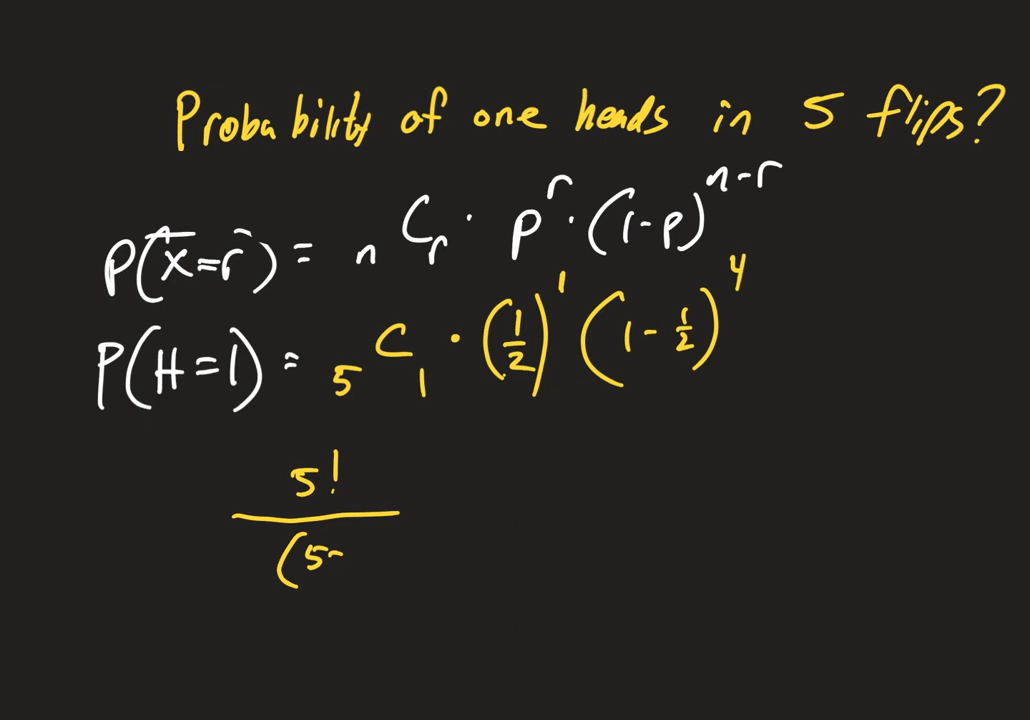 Probability of one heads in 5 flips?
P(x=r) = nCr · p^r · (1-p)^n-r
P(H=1) = 5C1 · (1/2)^1 (1 - 1/2)^4
5!
(5-